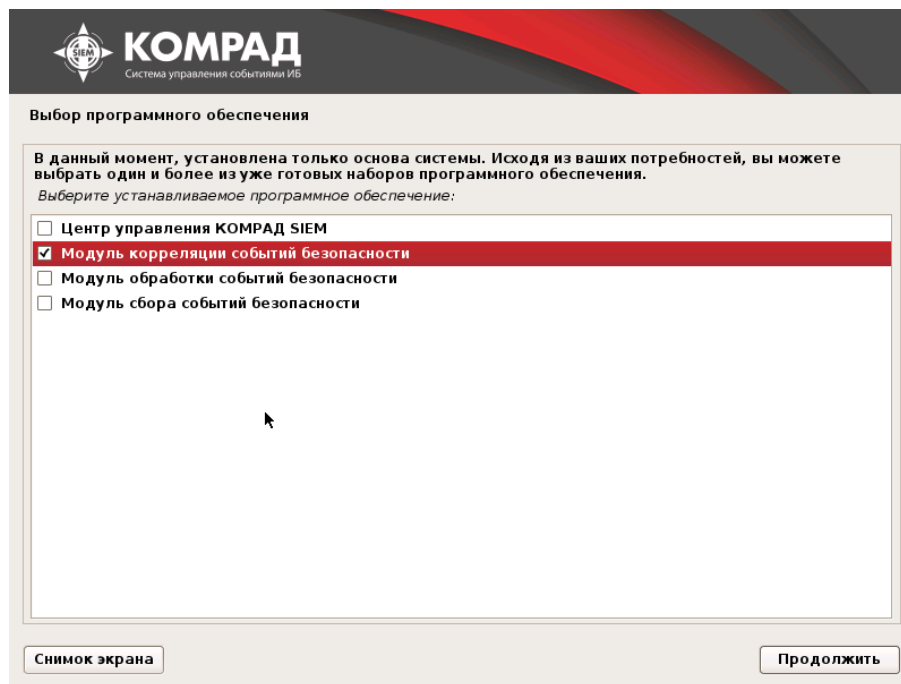 SIEM
КОМРАД
Система управления событиями ИБ
Выбор программного обеспечения
В данный момент, установлена только основа системы. Исходя из ваших потребностей, вы можете
выбрать один и более из уже готовых наборов программного обеспечения.
Выберите устанавливаемое программное обеспечение:
Центр управления КОМРАД SIEM
Модуль корреляции событий безопасности
Модуль обработки событий безопасности
Модуль сбора событий безопасности
Снимок экрана
Продолжить